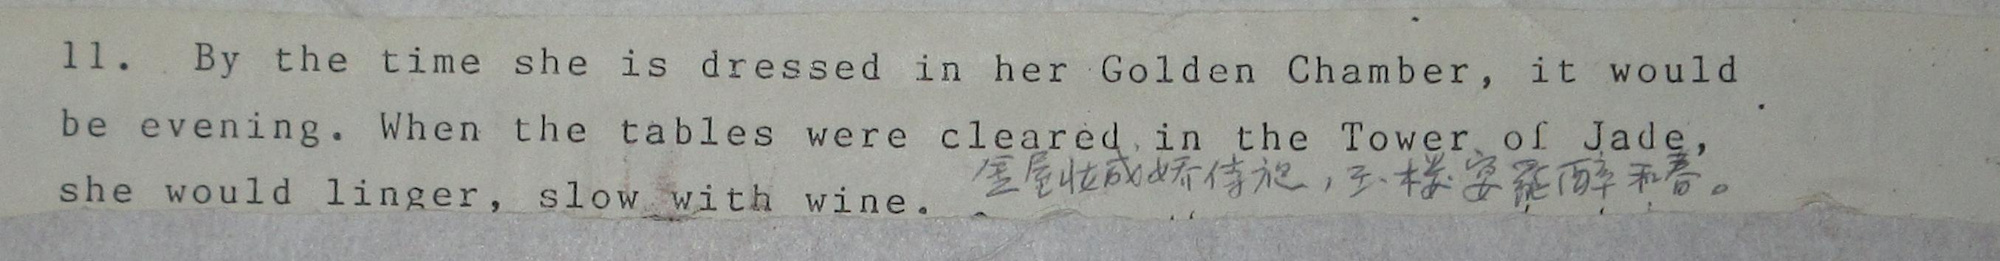 11. By the time she is dressed in her Golden Chamber, it would
be evening. When the tables were cleared in the Tower of Jade,
she would linger, slow with wine.
金屋妆成娇侍夜，玉楼宴罢醉和春。